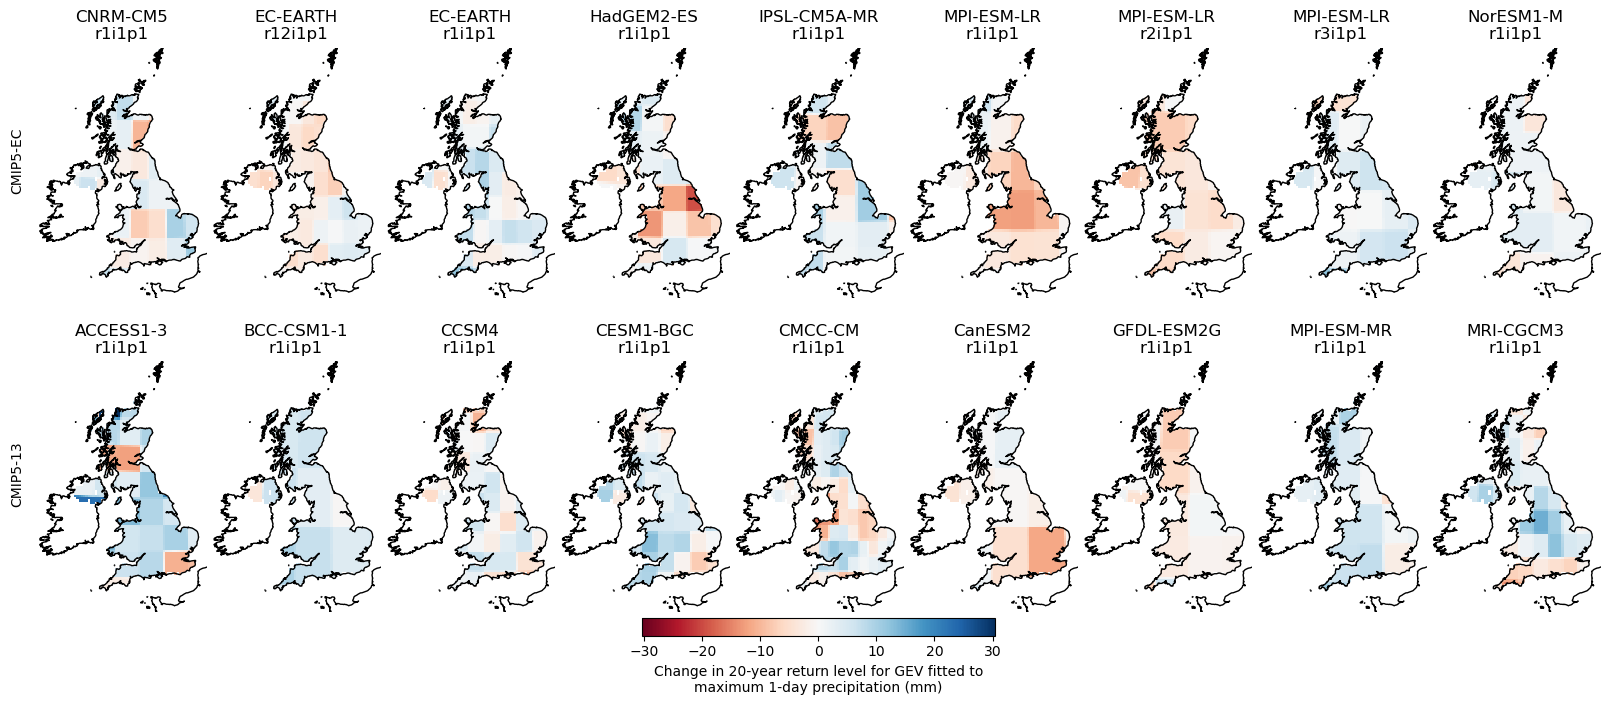 CNRM-CM5
r1i1p1
EC-EARTH
r12i1p1
EC-EARTH
r1i1p1
HadGEM2-ES
r1i1p1
IPSL-CM5A-MR
r1i1p1
MPI-ESM-LR
r1i1p1
MPI-ESM-LR
r2i1p1
MPI-ESM-LR
r3i1p1
NorESM1-M
r1i1p1
CMIP5-EC
ACCESS1-3
r1i1p1
BCC-CSM1-1
r1i1p1
CCSM4
r1i1p1
CESM1-BGC
r1i1p1
CMCC-CM
r1i1p1
CanESM2
r1i1p1
GFDL-ESM2G
r1i1p1
MPI-ESM-MR
r1i1p1
MRI-CGCM3
r1i1p1
CMIP5-13
−30 −20 −10 0 10 20 30
Change in 20-year return level for GEV fitted to
maximum 1-day precipitation (mm)